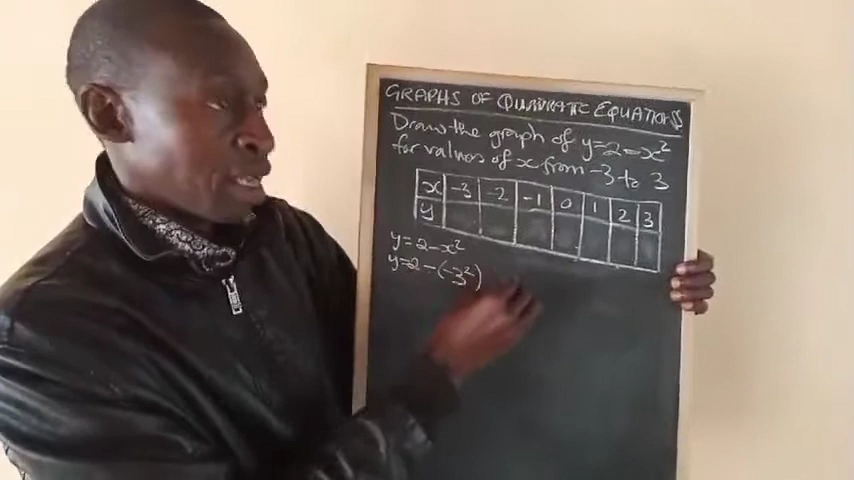 GRAPHS OF QUADRATIC EQUATIONS
Draw the graph of y=2-x²
for values of x from -3 to 3
x -3 -2 -1 0 1 2 3
y
y=2-x²
y=2-(-3²)